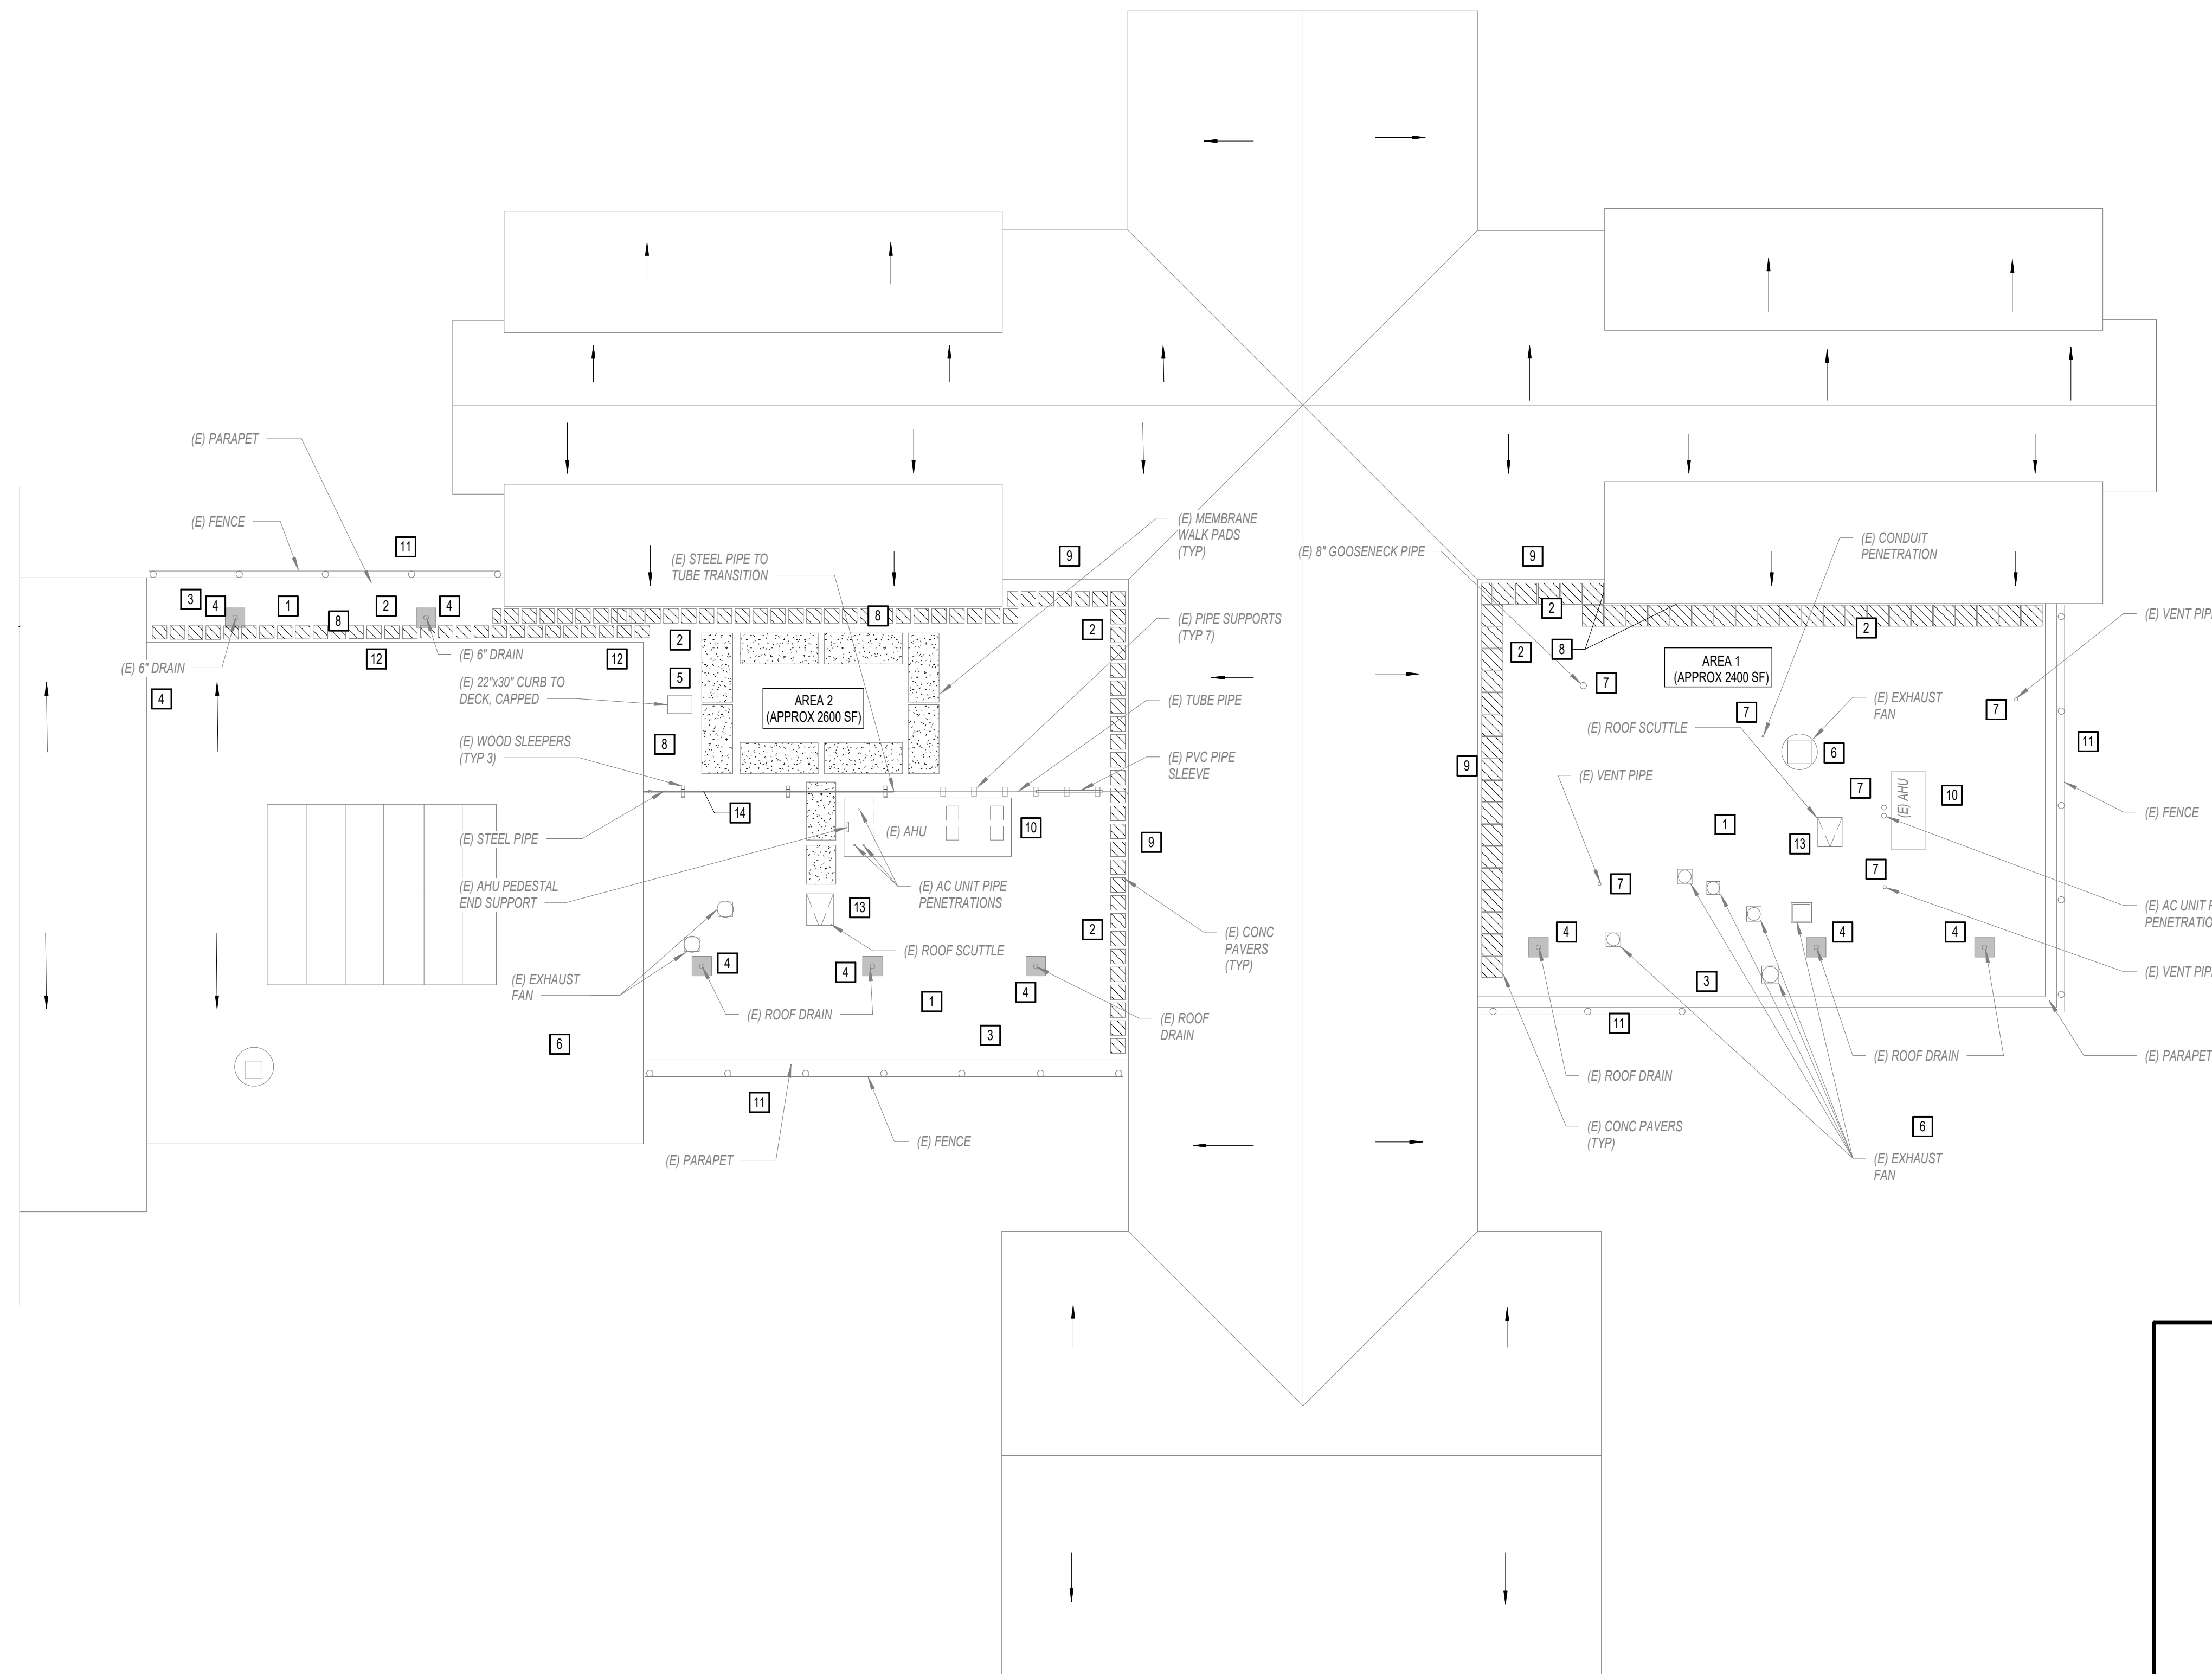 (E) PARAPET
(E) FENCE
11
(E) STEEL PIPE TO
TUBE TRANSITION
(E) MEMBRANE
WALK PADS
(TYP)
9
(E) 8" GOOSENECK PIPE
9
(E) CONDUIT
PENETRATION
3
4
1
2
4
8
8
2
2
2
2
(E) PIPE SUPPORTS
(TYP 7)
8
2
(E) 6" DRAIN
12
(E) 6" DRAIN
12
4
(E) 22"x30" CURB TO
DECK, CAPPED
5
AREA 2
(APPROX 2600 SF)
AREA 1
(APPROX 2400 SF)
7
(E) TUBE PIPE
(E) EXHAUST
FAN
7
7
(E) ROOF SCUTTLE
(E) WOOD SLEEPERS
(TYP 3)
8
(E) PVC PIPE
SLEEVE
9
(E) VENT PIPE
6
11
7
(E) AHU
10
14
(E) STEEL PIPE
(E) AHU
10
9
1
13
(E) FENCE
(E) AHU PEDESTAL
END SUPPORT
(E) AC UNIT PIPE
PENETRATIONS
7
7
13
(E) AC UNIT
2
(E) CONC
PAVERS
(TYP)
4
4
4
(E) ROOF SCUTTLE
4
4
4
(E) EXHAUST
FAN
1
3
(E) ROOF DRAIN
(E) ROOF
DRAIN
3
11
6
(E) VENT
(E) ROOF DRAIN
(E) ROOF DRAIN
(E) PARAPET
11
(E) FENCE
(E) PARAPET
(E) CONC PAVERS
(TYP)
6
(E) EXHAUST
FAN